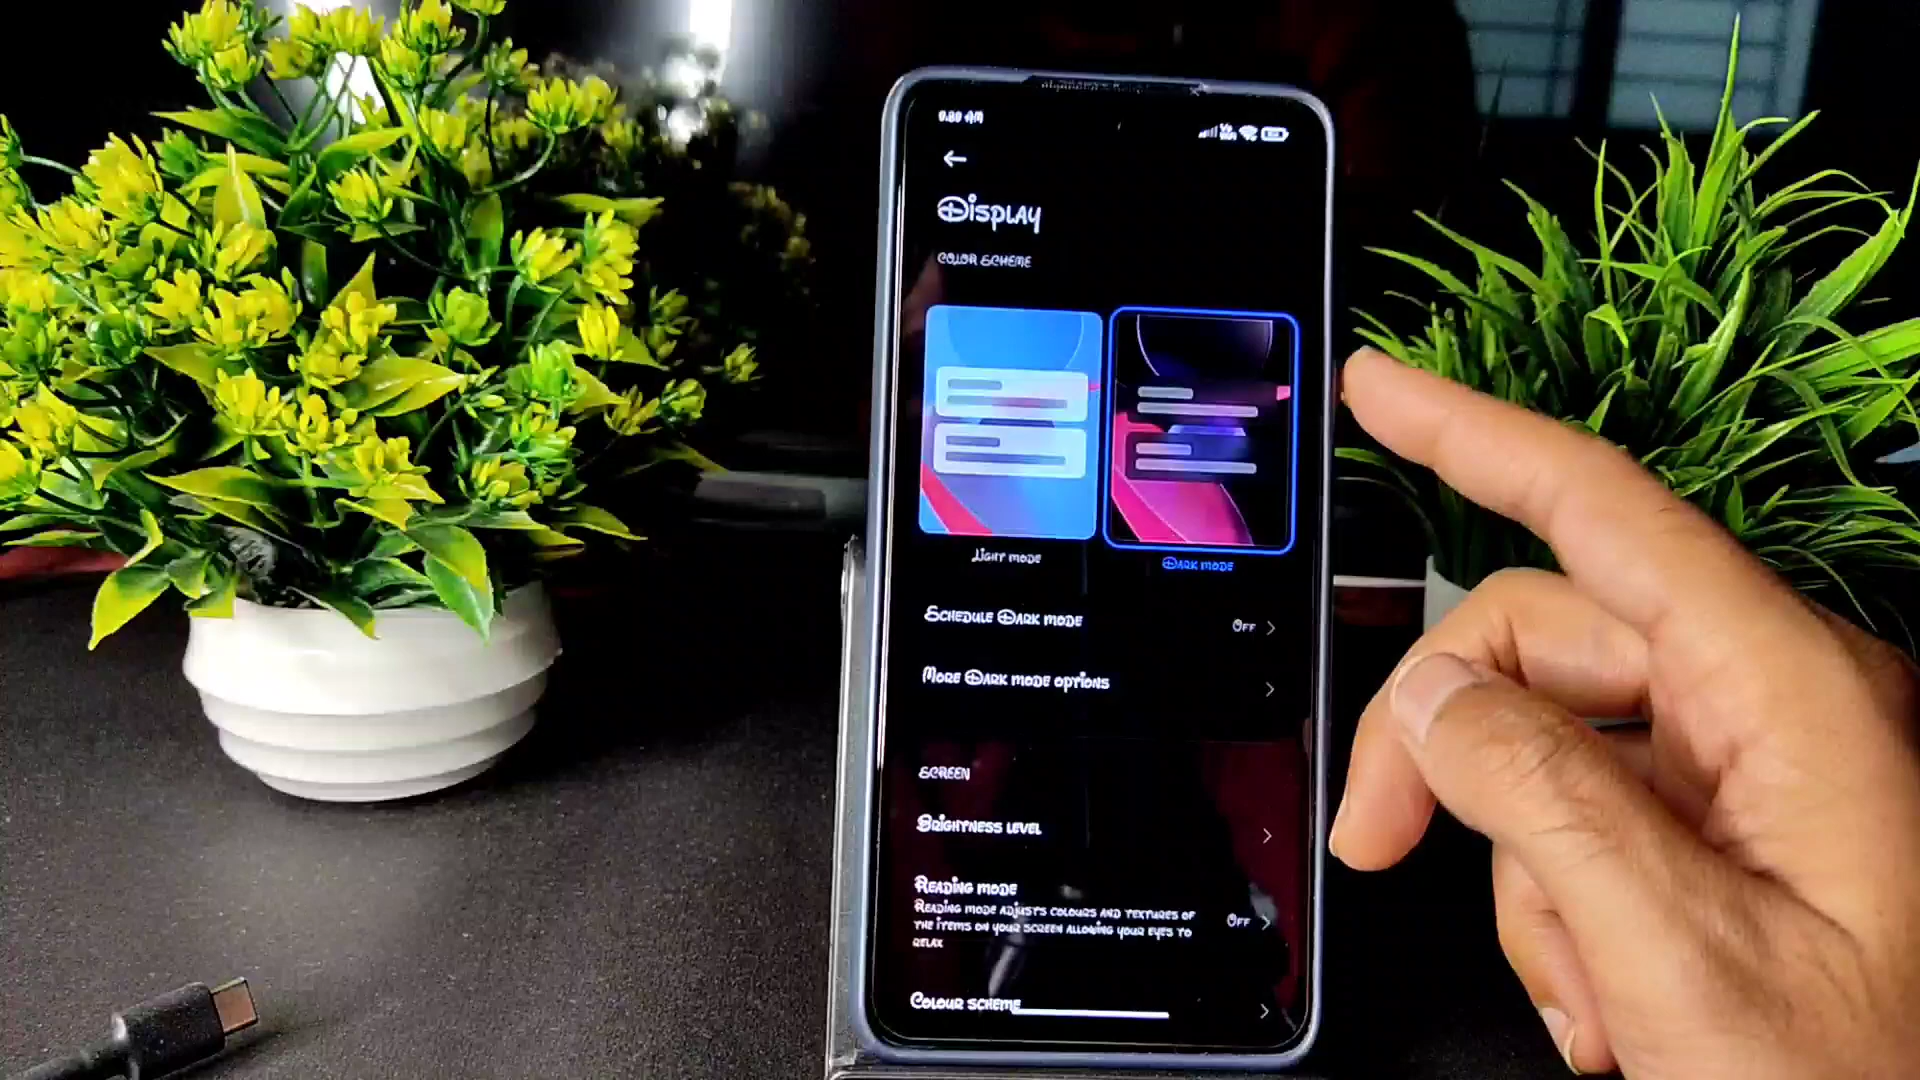 Display
COLOR SCHEME
Light mode
Dark mode
Schedule Dark mode
Off
More Dark mode options
SCREEN
Brightness level
Reading mode
Reading mode adjusts colours and textures of
the items on your screen allowing your eyes to
relax
Off
Colour scheme